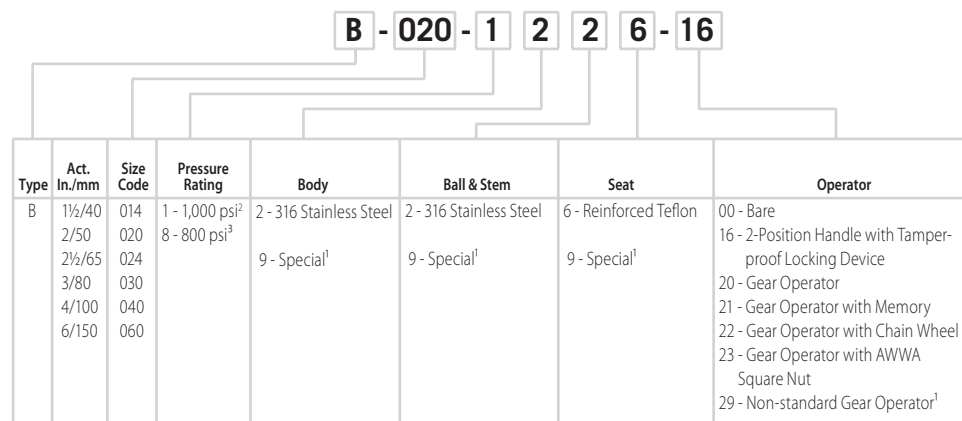 B - 020 - 1 2 2 6 - 16
Type
Act.
In./mm
Size
Code
Pressure
Rating
Body
Ball & Stem
Seat
Operator
B
1½/40
2/50
2½/65
3/80
4/100
6/150
014
020
024
030
040
060
1 - 1,000 psi²
8 - 800 psi³
2 - 316 Stainless Steel
9 - Special¹
2 - 316 Stainless Steel
9 - Special¹
6 - Reinforced Teflon
9 - Special¹
00 - Bare
16 - 2-Position Handle with Tamper-
proof Locking Device
20 - Gear Operator
21 - Gear Operator with Memory
22 - Gear Operator with Chain Wheel
23 - Gear Operator with AWWA
Square Nut
29 - Non-standard Gear Operator¹